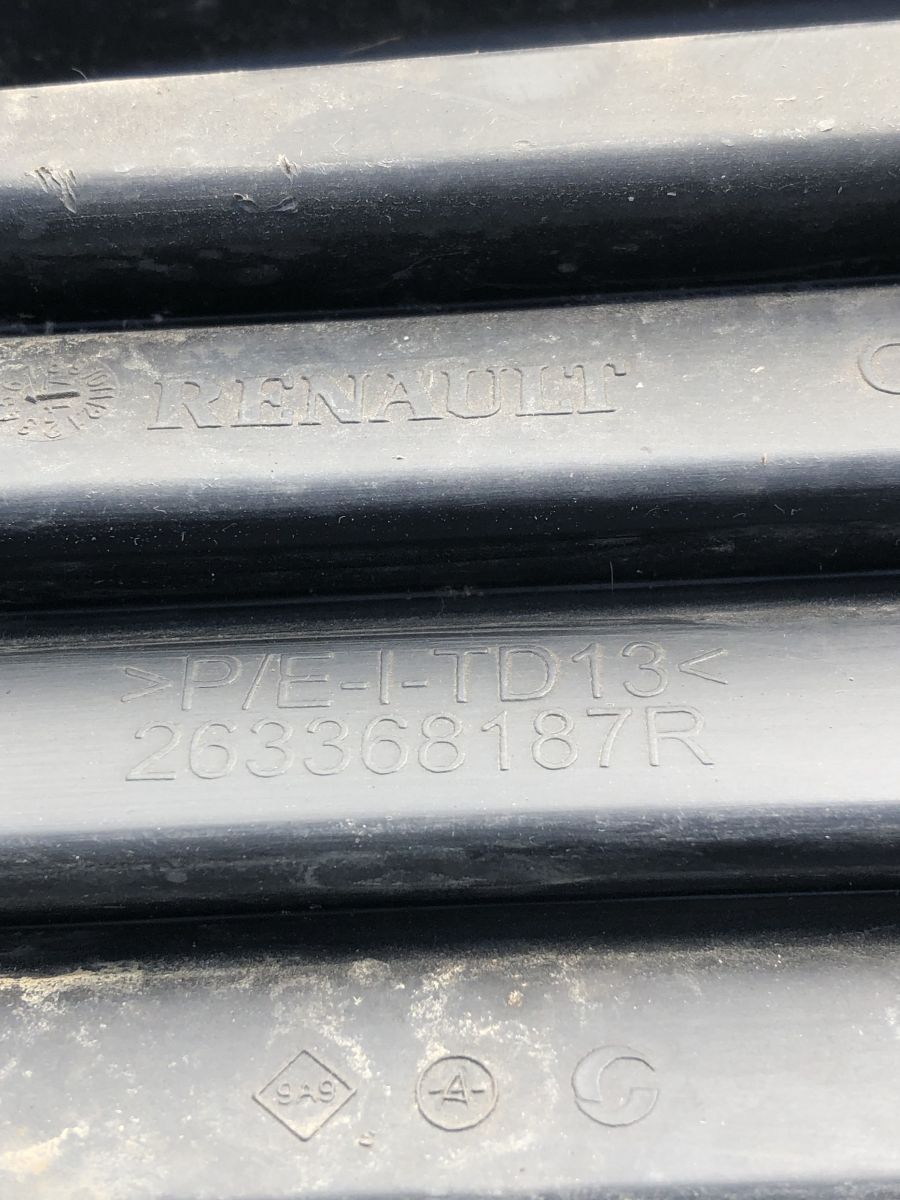 RENAULT
>P/E-I-TD13<
263368187R
9A9
-A-